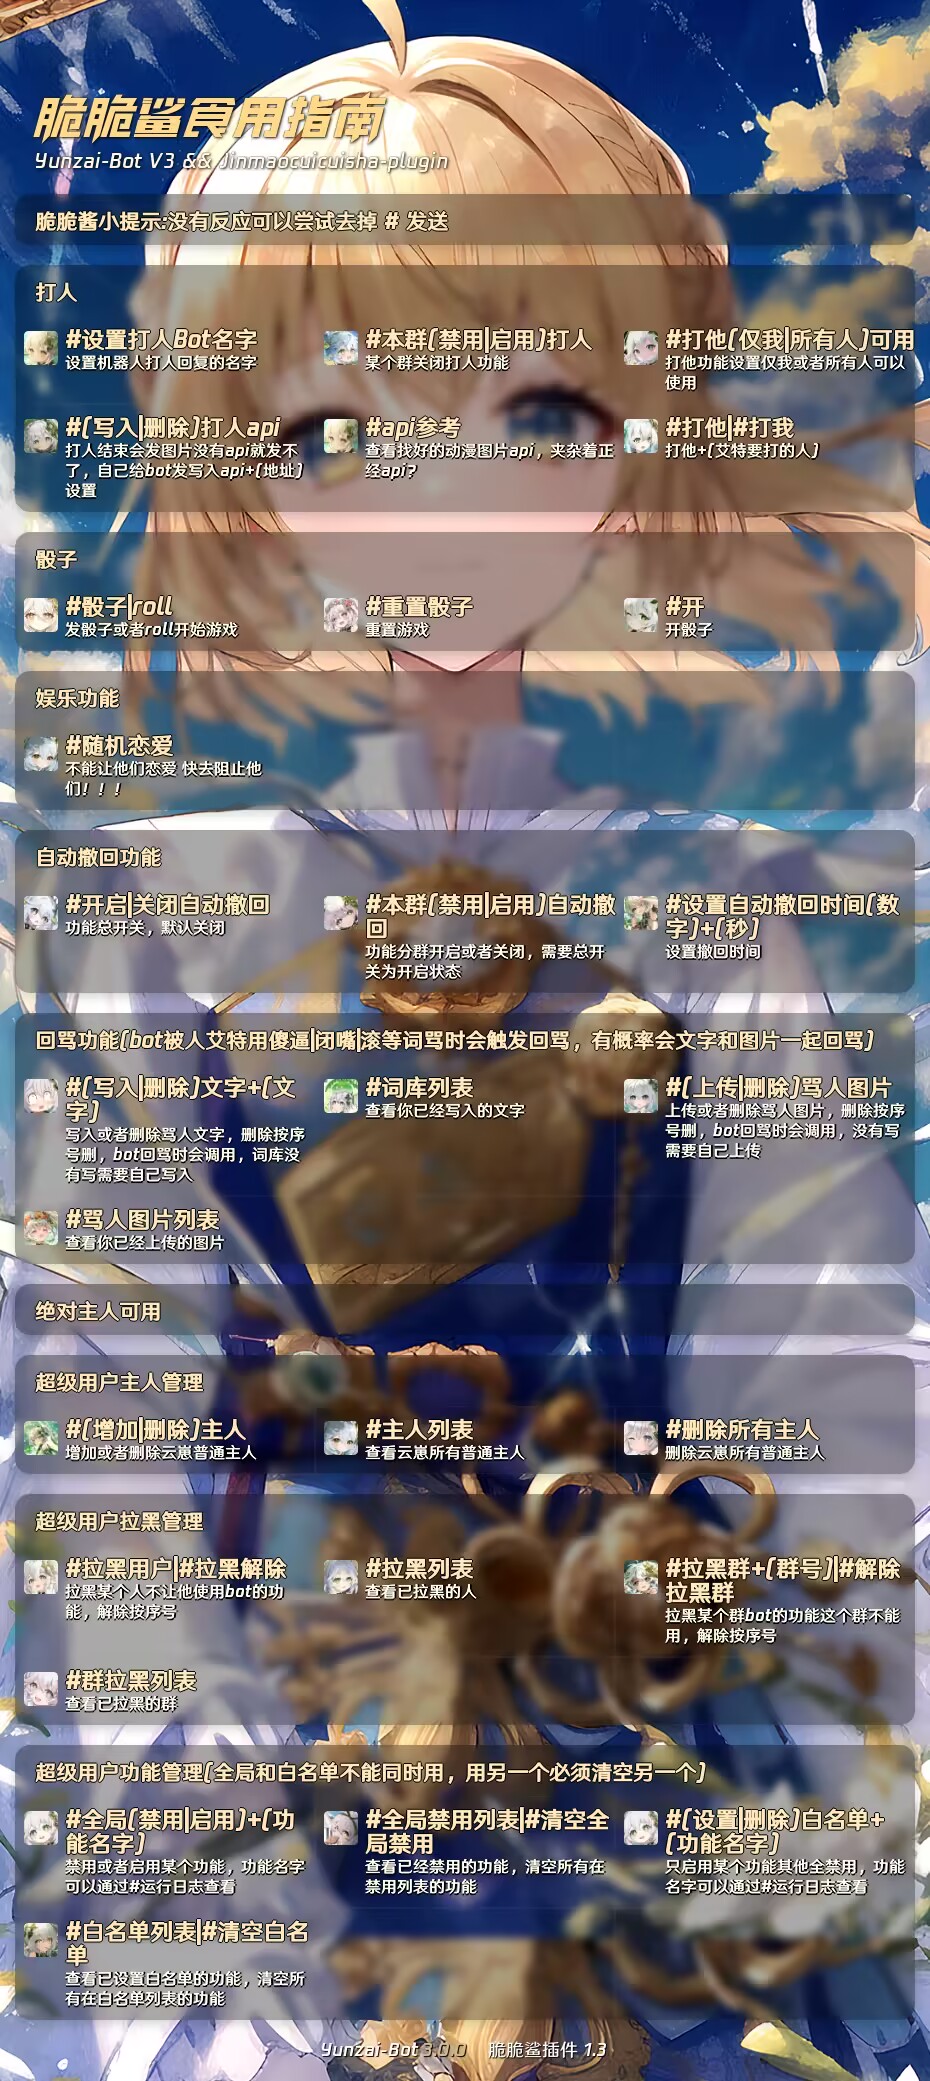 脆脆鲨食用指南
Yunzai-Bot V3 && Jinmaocuicuisha-plugin
脆脆酱小提示:没有反应可以尝试去掉 # 发送
打人
#设置打人Bot名字
设置机器人打人回复的名字
#本群(禁用|启用)打人
某个群关闭打人功能
#打他(仅我|所有人)可用
打他功能设置仅我或者所有人可以
使用
#(写入|删除)打人api
打人结束会发图片没有api就发不
了，自己给bot发写入api+(地址)
设置
#api参考
查看找好的动漫图片api，夹杂着正
经api?
#打他|#打我
打他+(艾特要打的人)
骰子
#骰子|roll
发骰子或者roll开始游戏
#重置骰子
重置游戏
#开
开骰子
娱乐功能
#随机恋爱
不能让他们恋爱 快去阻止他
们！！！
自动撤回功能
#开启|关闭自动撤回
功能总开关，默认关闭
#本群(禁用|启用)自动撤
回
功能分群开启或者关闭，需要总开
关为开启状态
#设置自动撤回时间(数
字)+(秒)
设置撤回时间
回骂功能(bot被人艾特用傻逼|闭嘴|滚等词骂时会触发回骂，有概率会文字和图片一起回骂)
#(写入|删除)文字+(文
字)
写入或者删除骂人文字，删除按序
号删，bot回骂时会调用，词库没
有写需要自己写入
#词库列表
查看你已经写入的文字
#(上传|删除)骂人图片
上传或者删除骂人图片，删除按序
号删，bot回骂时会调用，没有写
需要自己上传
#骂人图片列表
查看你已经上传的图片
绝对主人可用
超级用户主人管理
#(增加|删除)主人
增加或者删除云崽普通主人
#主人列表
查看云崽所有普通主人
#删除所有主人
删除云崽所有普通主人
超级用户拉黑管理
#拉黑用户|#拉黑解除
拉黑某个人不让他使用bot的功
能，解除按序号
#拉黑列表
查看已拉黑的人
#拉黑群+(群号)|#解除
拉黑群
拉黑某个群bot的功能这个群不能
用，解除按序号
#群拉黑列表
查看已拉黑的群
超级用户功能管理(全局和白名单不能同时用，用另一个必须清空另一个)
#全局(禁用|启用)+(功
能名字)
禁用或者启用某个功能，功能名字
可以通过#运行日志查看
#全局禁用列表|#清空全
局禁用
查看已经禁用的功能，清空所有在
禁用列表的功能
#(设置|删除)白名单+
(功能名字)
只启用某个功能其他全禁用，功能
名字可以通过#运行日志查看
#白名单列表|#清空白名
单
查看已设置白名单的功能，清空所
有在白名单列表的功能
Yunzai-Bot 3.0.0 脆脆鲨插件 1.3